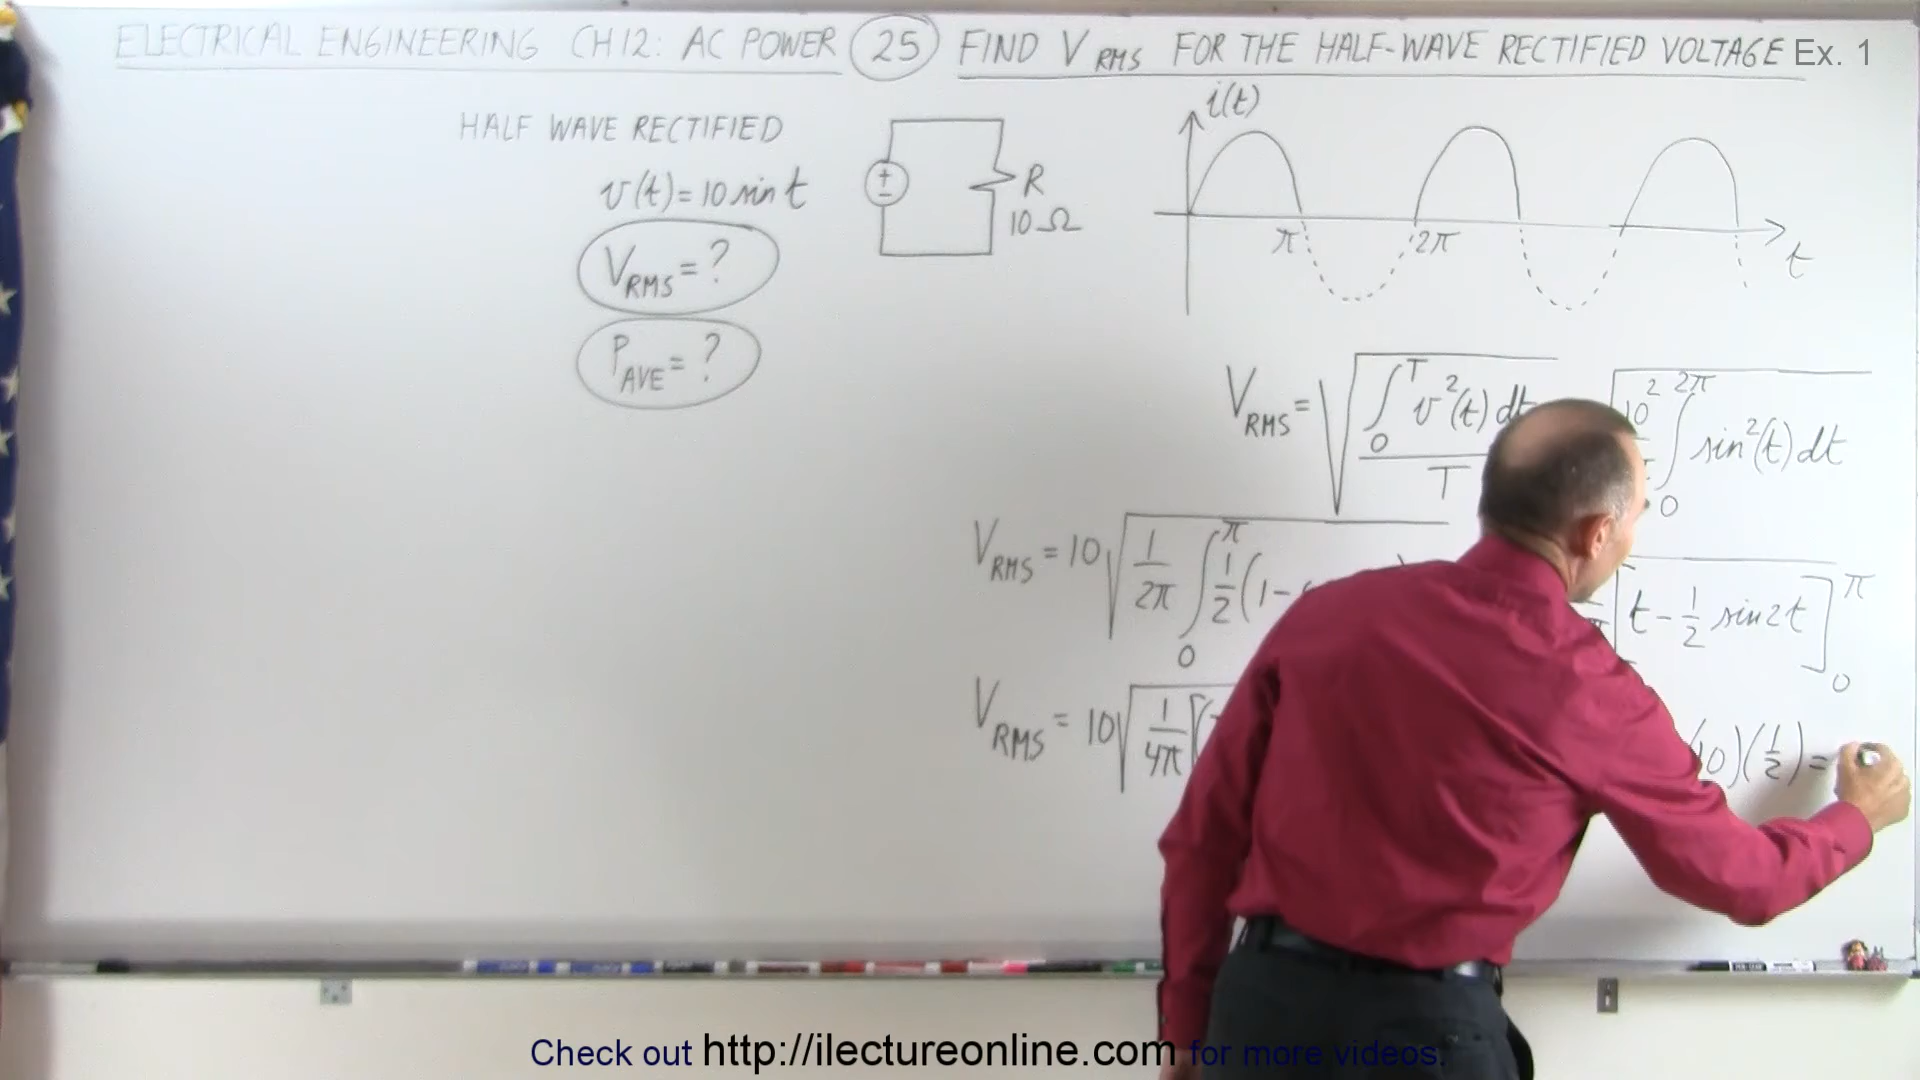 ELECTRICAL ENGINEERING CH 12: AC POWER 25 FIND V RMS FOR THE HALF-WAVE RECTIFIED VOLTAGE Ex. 1
HALF WAVE RECTIFIED
v(t) = 10 sin t
V RMS = ?
P AVE = ?
+
−
R
10 Ω
i(t)
π
2π
t
V RMS = √ ∫ 0 T v²(t) dt / T
10² ∫ 0 2π sin²(t) dt
V RMS = 10 √ 1/2π ∫ 0 π 1/2 (1 −
[ t − 1/2 sin 2t ] π 0
V RMS = 10 √ 1/4π [(
(10)(1/2) =
Check out http://ilectureonline.com for more videos.